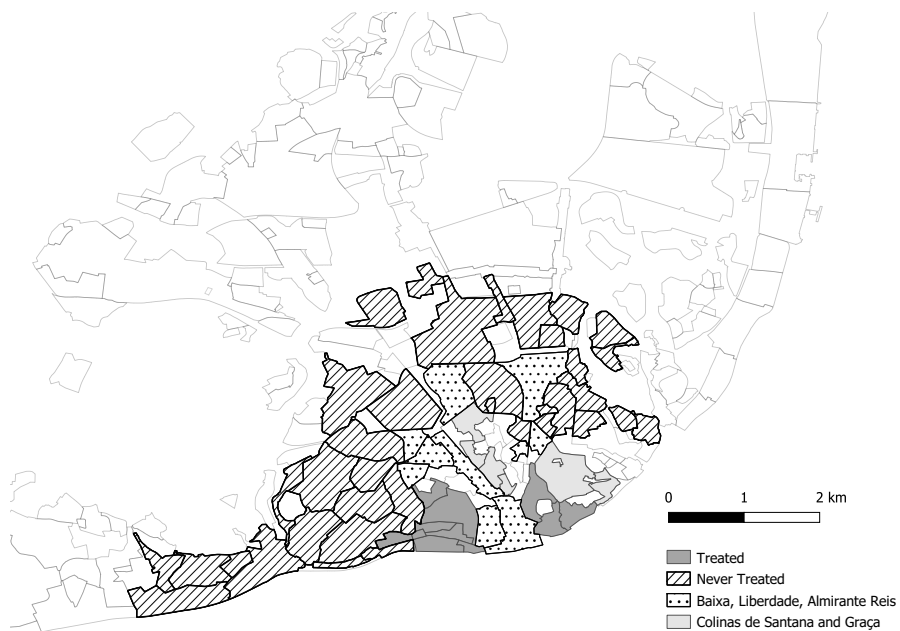 0 1 2 km
Treated
Never Treated
Baixa, Liberdade, Almirante Reis
Colinas de Santana and Graça